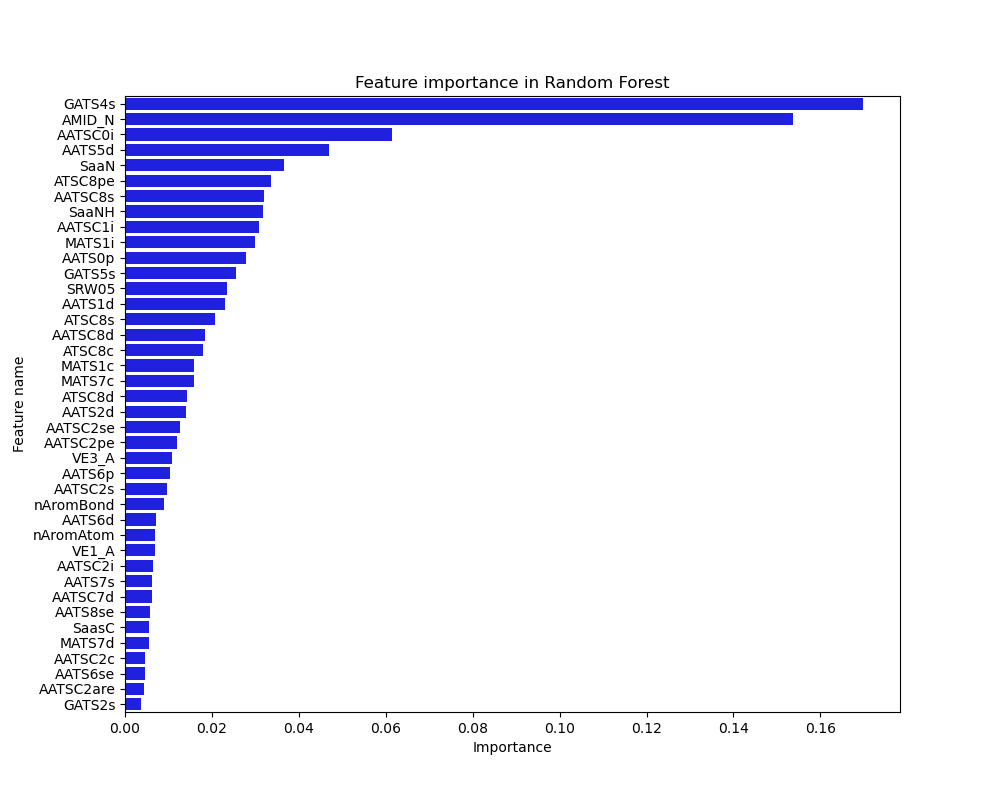 Feature importance in Random Forest
GATS4s
AMID_N
AATSC0i
AATS5d
SaaN
ATSC8pe
AATSC8s
SaaNH
AATSC1i
MATS1i
AATS0p
GATS5s
SRW05
AATS1d
ATSC8s
AATSC8d
ATSC8c
MATS1c
MATS7c
ATSC8d
AATS2d
AATSC2se
AATSC2pe
VE3_A
AATS6p
AATSC2s
nAromBond
AATS6d
nAromAtom
VE1_A
AATSC2i
AATS7s
AATSC7d
AATS8se
SaasC
MATS7d
AATSC2c
AATS6se
AATSC2are
GATS2s
Feature name
0.00 0.02 0.04 0.06 0.08 0.10 0.12 0.14 0.16
Importance